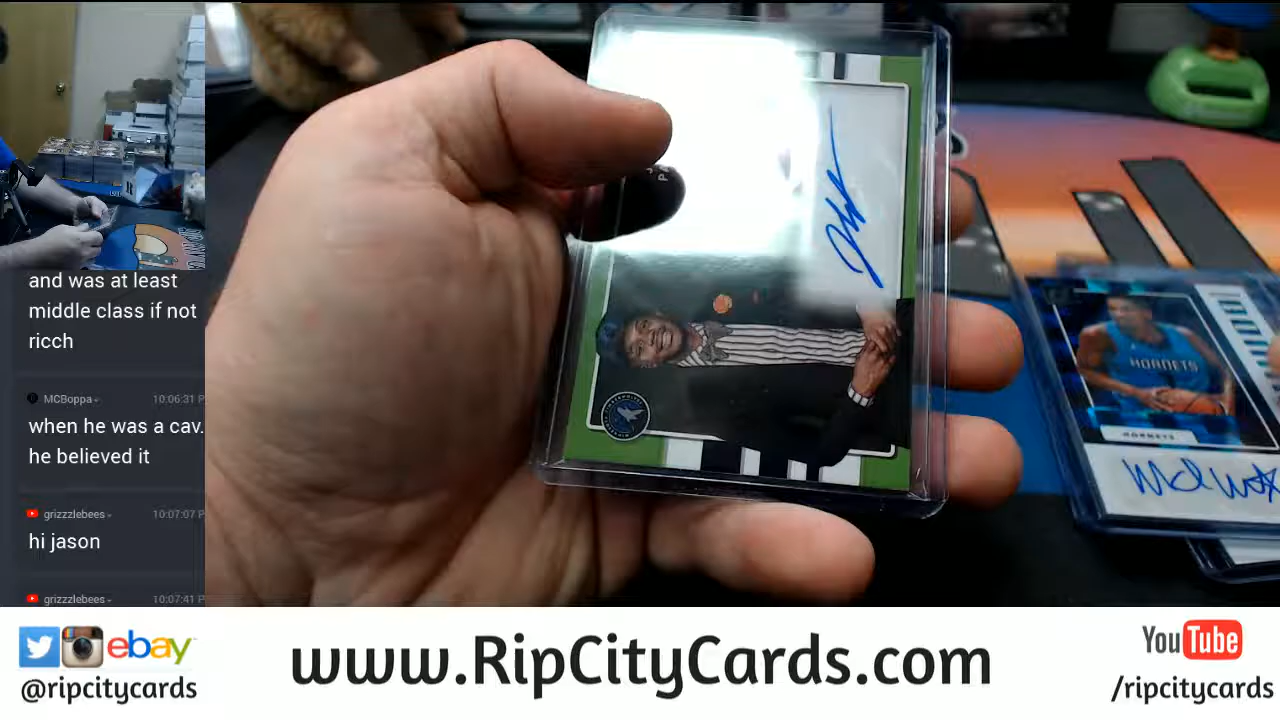 and was at least
middle class if not
ricch
MCBoppa
10:06:31 P
when he was a cav.
he believed it
grizzzlebees
10:07:07 P
hi jason
grizzzlebees
10:07:41 P
HORNETS
HORNETS
ebay
@ripcitycards
www.RipCityCards.com
YouTube
/ripcitycards